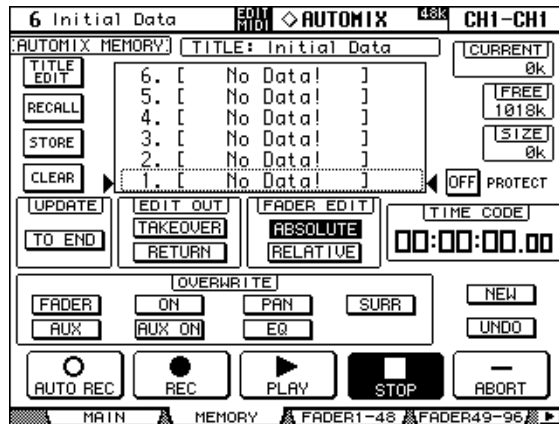 6 Initial Data EDIT MIDI ◇AUTOMIX 48k CH1-CH1
AUTOMIX MEMORY TITLE: Initial Data CURRENT
0k
TITLE EDIT
RECALL
STORE
CLEAR
6. [ No Data! ]
5. [ No Data! ]
4. [ No Data! ]
3. [ No Data! ]
2. [ No Data! ]
1. [ No Data! ]
FREE
1018k
SIZE
0k
OFF PROTECT
UPDATE EDIT OUT FADER EDIT TIME CODE
TO END TAKEOVER ABSOLUTE 00:00:00.00
RETURN RELATIVE
OVERWRITE
FADER ON PAN SURR NEW
AUX AUX ON EQ UNDO
AUTO REC REC PLAY STOP ABORT
MAIN MEMORY FADER1-48 FADER49-96